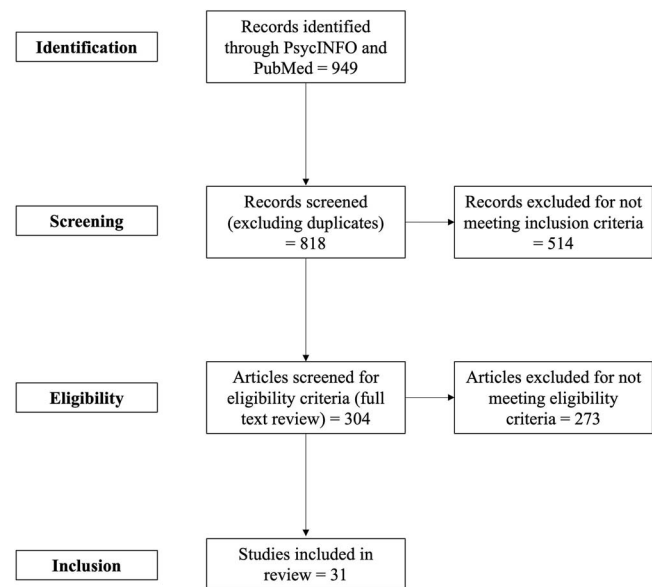 Identification
Records identified
through PsycINFO and
PubMed = 949
Screening
Records screened
(excluding duplicates)
= 818
Records excluded for not
meeting inclusion criteria
= 514
Eligibility
Articles screened for
eligibility criteria (full
text review) = 304
Articles excluded for not
meeting eligibility
criteria = 273
Inclusion
Studies included in
review = 31